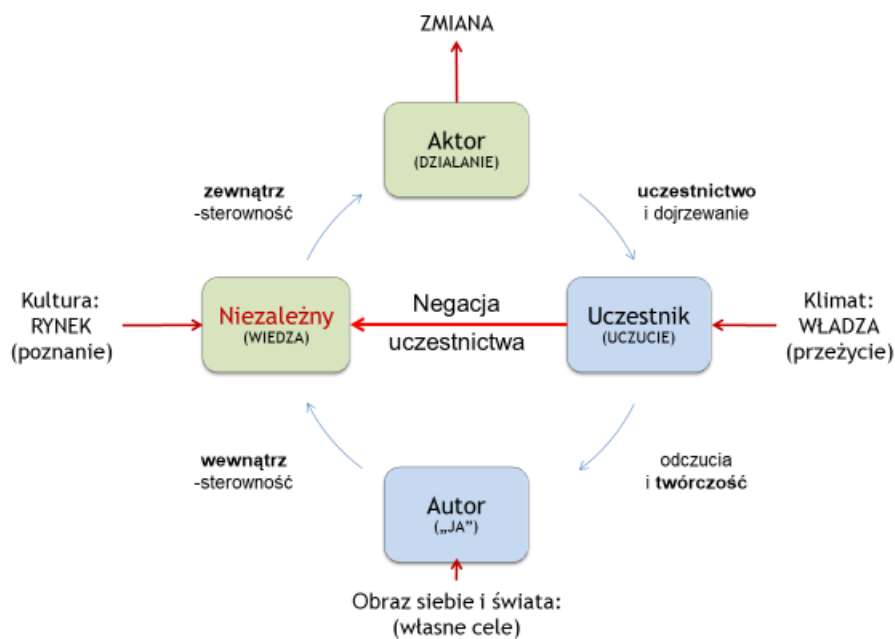 ZMIANA
Aktor
(DZIAŁANIE)
zewnątrz
-sterowność
uczestnictwo
i dojrzewanie
Kultura:
RYNEK
(poznanie)
Niezależny
(WIEDZA)
Negacja
uczestnictwa
Uczestnik
(UCZUCIE)
Klimat:
WŁADZA
(przeżycie)
wewnątrz
-sterowność
odczucia
i twórczość
Autor
(„JA”)
Obraz siebie i świata:
(własne cele)